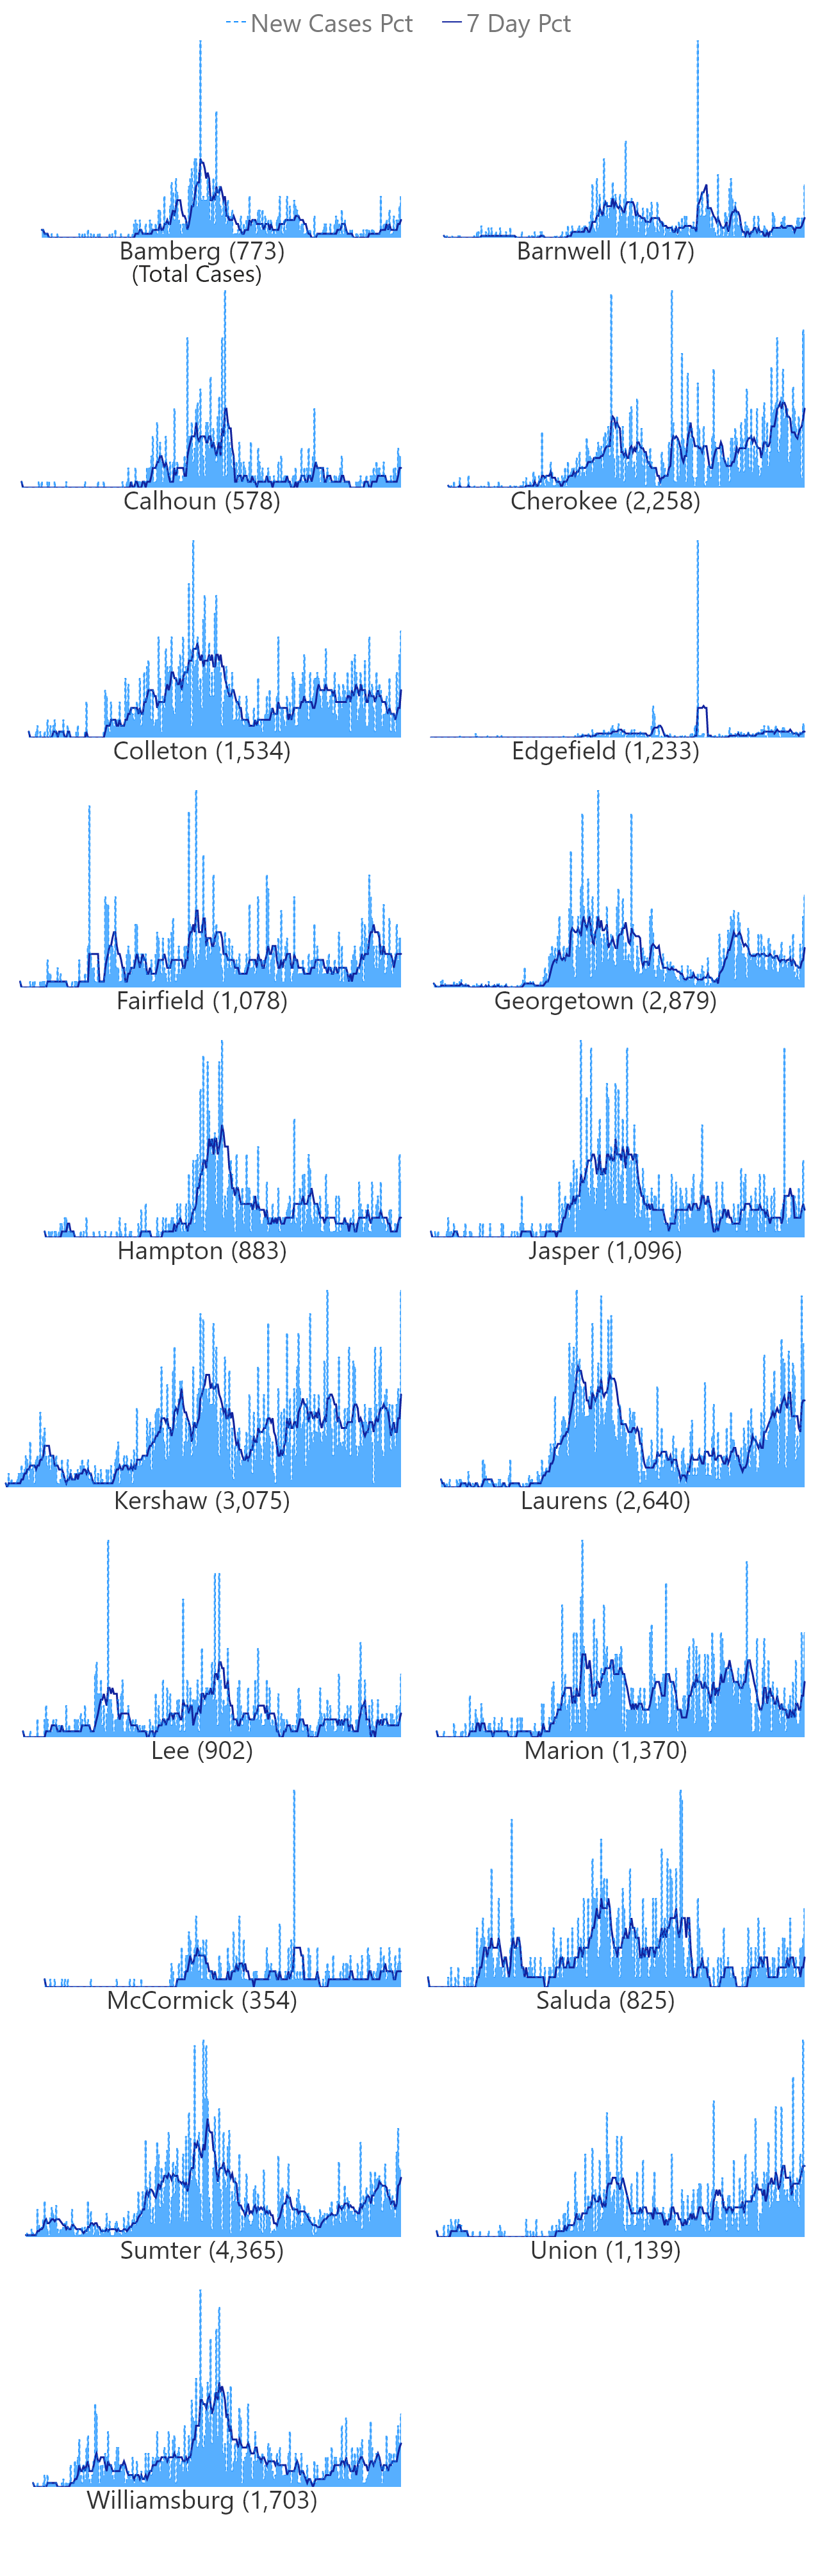 New Cases Pct 7 Day Pct
Bamberg (773)
(Total Cases)
Barnwell (1,017)
Calhoun (578)
Cherokee (2,258)
Colleton (1,534)
Edgefield (1,233)
Fairfield (1,078)
Georgetown (2,879)
Hampton (883)
Jasper (1,096)
Kershaw (3,075)
Laurens (2,640)
Lee (902)
Marion (1,370)
McCormick (354)
Saluda (825)
Sumter (4,365)
Union (1,139)
Williamsburg (1,703)